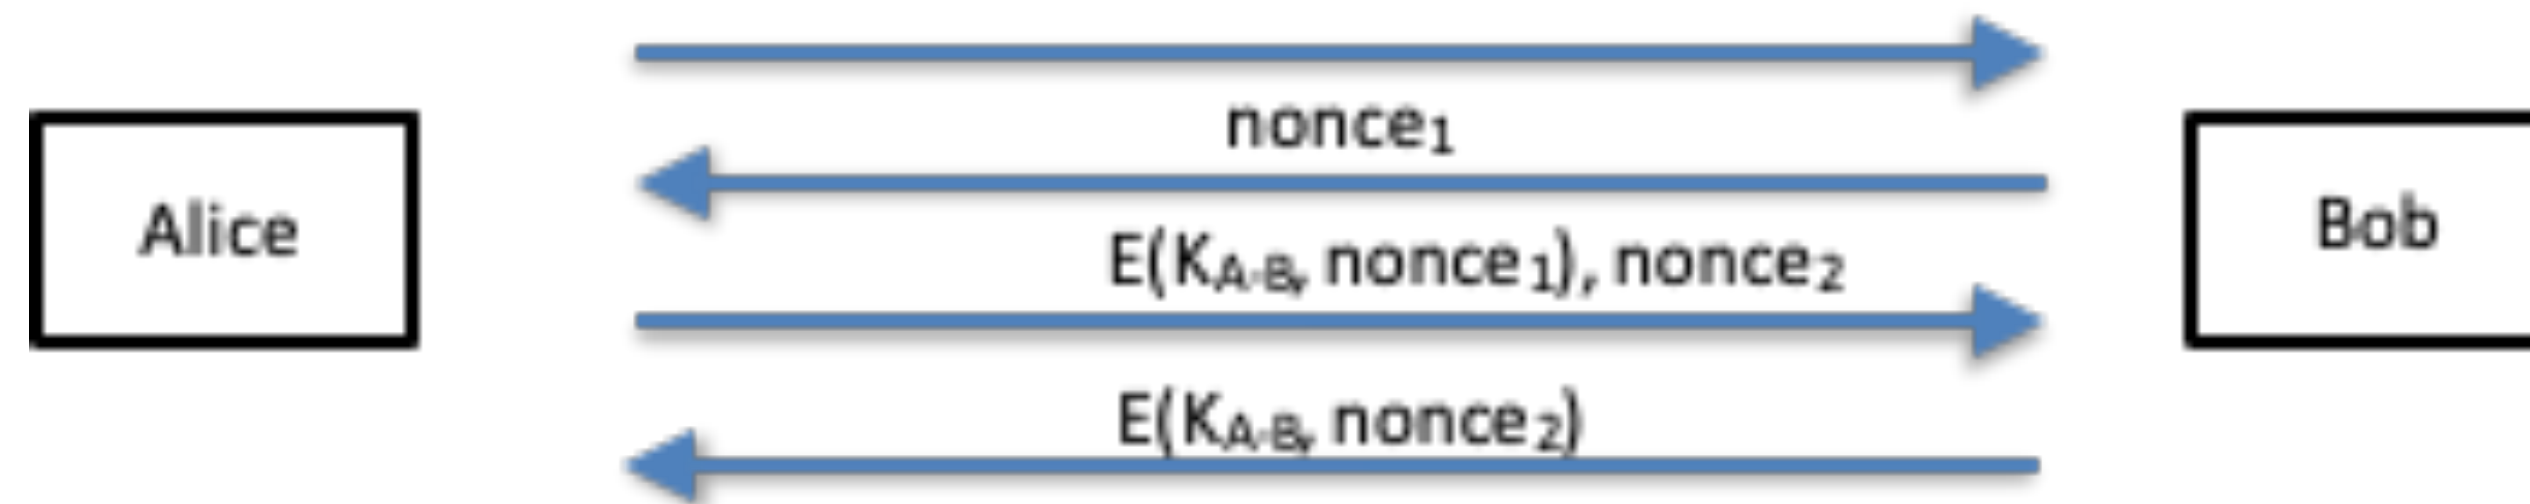 nonce₁
Alice
Bob
E(K_A-B, nonce₁), nonce₂
E(K_A-B, nonce₂)